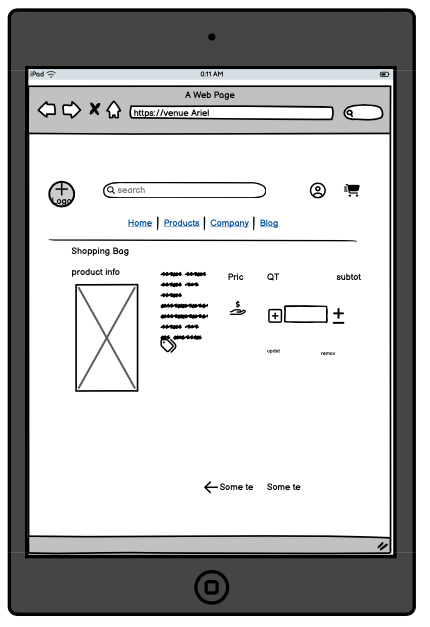 iPad 0:11 AM
A Web Page
https://venue Ariel
Logo
search
Home Products Company Blog
Shopping Bag
product info
Pric QT subtot
$
updat remov
Some te Some te